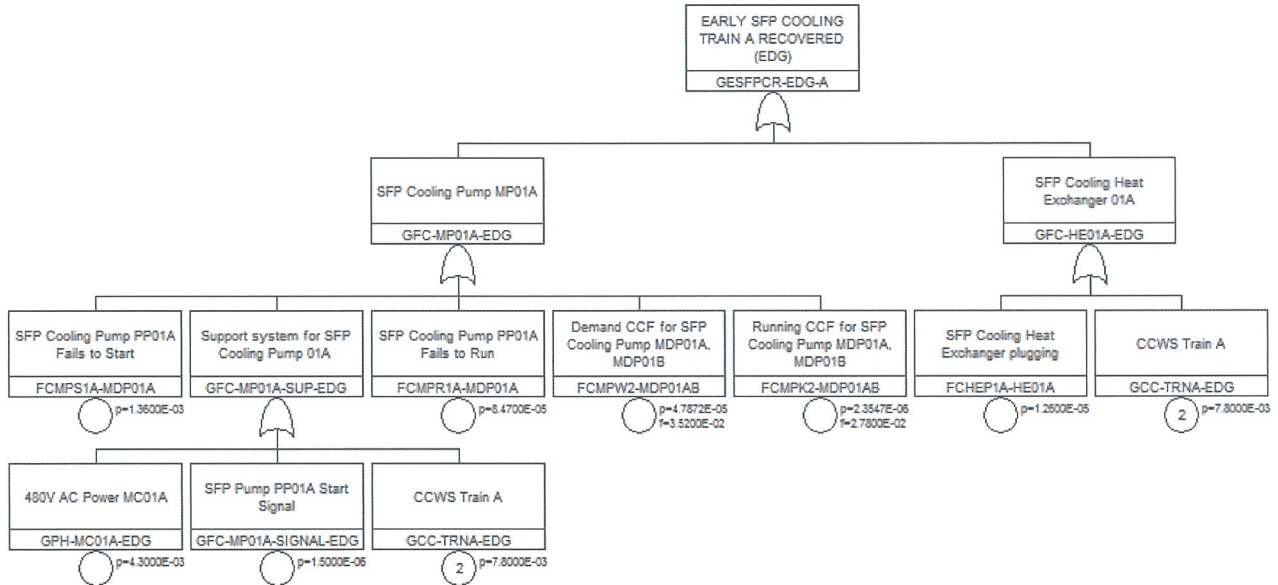 EARLY SFP COOLING
TRAIN A RECOVERED
(EDG)
GESFPCR-EDG-A
SFP Cooling Pump MP01A
GFC-MP01A-EDG
SFP Cooling Heat
Exchanger 01A
GFC-HE01A-EDG
SFP Cooling Pump PP01A
Fails to Start
FCMPS1A-MDP01A
p=1.3600E-03
Support system for SFP
Cooling Pump 01A
GFC-MP01A-SUP-EDG
SFP Cooling Pump PP01A
Fails to Run
FCMPR1A-MDP01A
p=8.4700E-05
Demand CCF for SFP
Cooling Pump MDP01A,
MDP01B
FCMPW2-MDP01AB
p=4.7872E-05
f=3.5200E-02
Running CCF for SFP
Cooling Pump MDP01A,
MDP01B
FCMPK2-MDP01AB
p=2.3547E-06
f=2.7800E-02
SFP Cooling Heat
Exchanger plugging
FCHEP1A-HE01A
p=1.2600E-05
CCWS Train A
GCC-TRNA-EDG
2
p=7.8000E-03
480V AC Power MC01A
GPH-MC01A-EDG
p=4.3000E-03
SFP Pump PP01A Start
Signal
GFC-MP01A-SIGNAL-EDG
p=1.5000E-06
CCWS Train A
GCC-TRNA-EDG
2
p=7.8000E-03